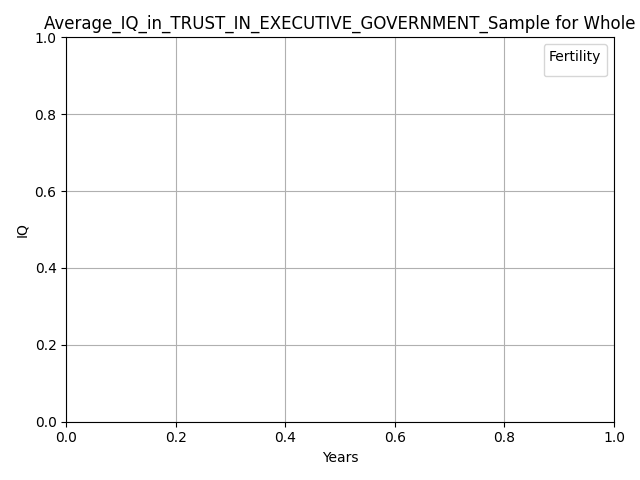 Average_IQ_in_TRUST_IN_EXECUTIVE_GOVERNMENT_Sample for Whole
Fertility
1.0
0.8
0.6
0.4
0.2
0.0
IQ
0.0 0.2 0.4 0.6 0.8 1.0
Years